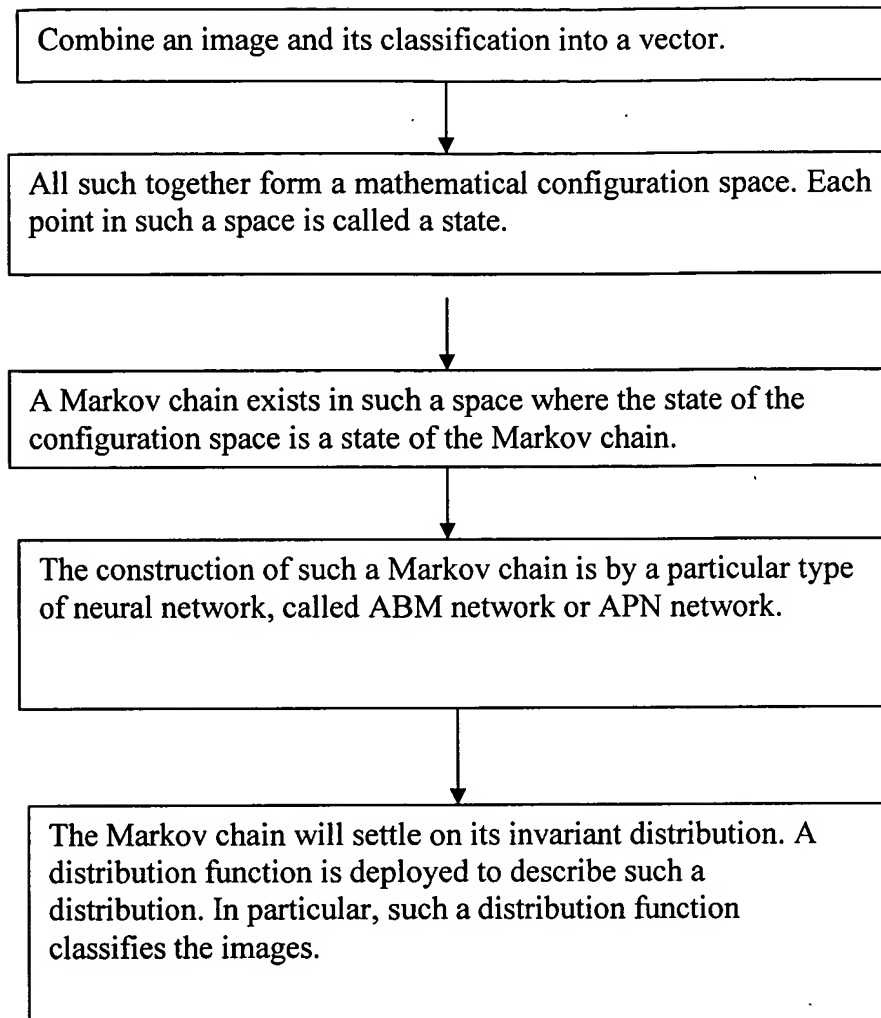 Combine an image and its classification into a vector.
All such together form a mathematical configuration space. Each
point in such a space is called a state.
A Markov chain exists in such a space where the state of the
configuration space is a state of the Markov chain.
The construction of such a Markov chain is by a particular type
of neural network, called ABM network or APN network.
The Markov chain will settle on its invariant distribution. A
distribution function is deployed to describe such a
distribution. In particular, such a distribution function
classifies the images.